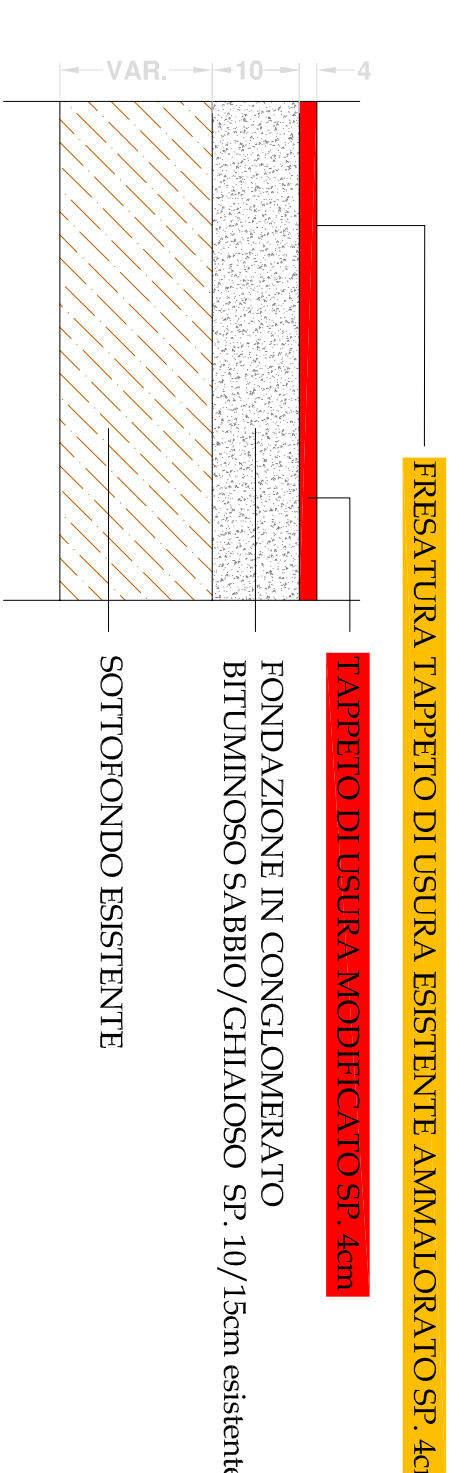 FRESATURA TAPPETO DI USURA ESISTENTE AMMALORATO SP.
TAPPETO DI USURA MODIFICATO SP. 4cm
FONDAZIONE IN CONGLOMERATO
BITUMINOSO SABBIO/GHIAIOSO SP. 10/15cm esistente
SOTTOFONDO ESISTENTE
4
10
VAR.